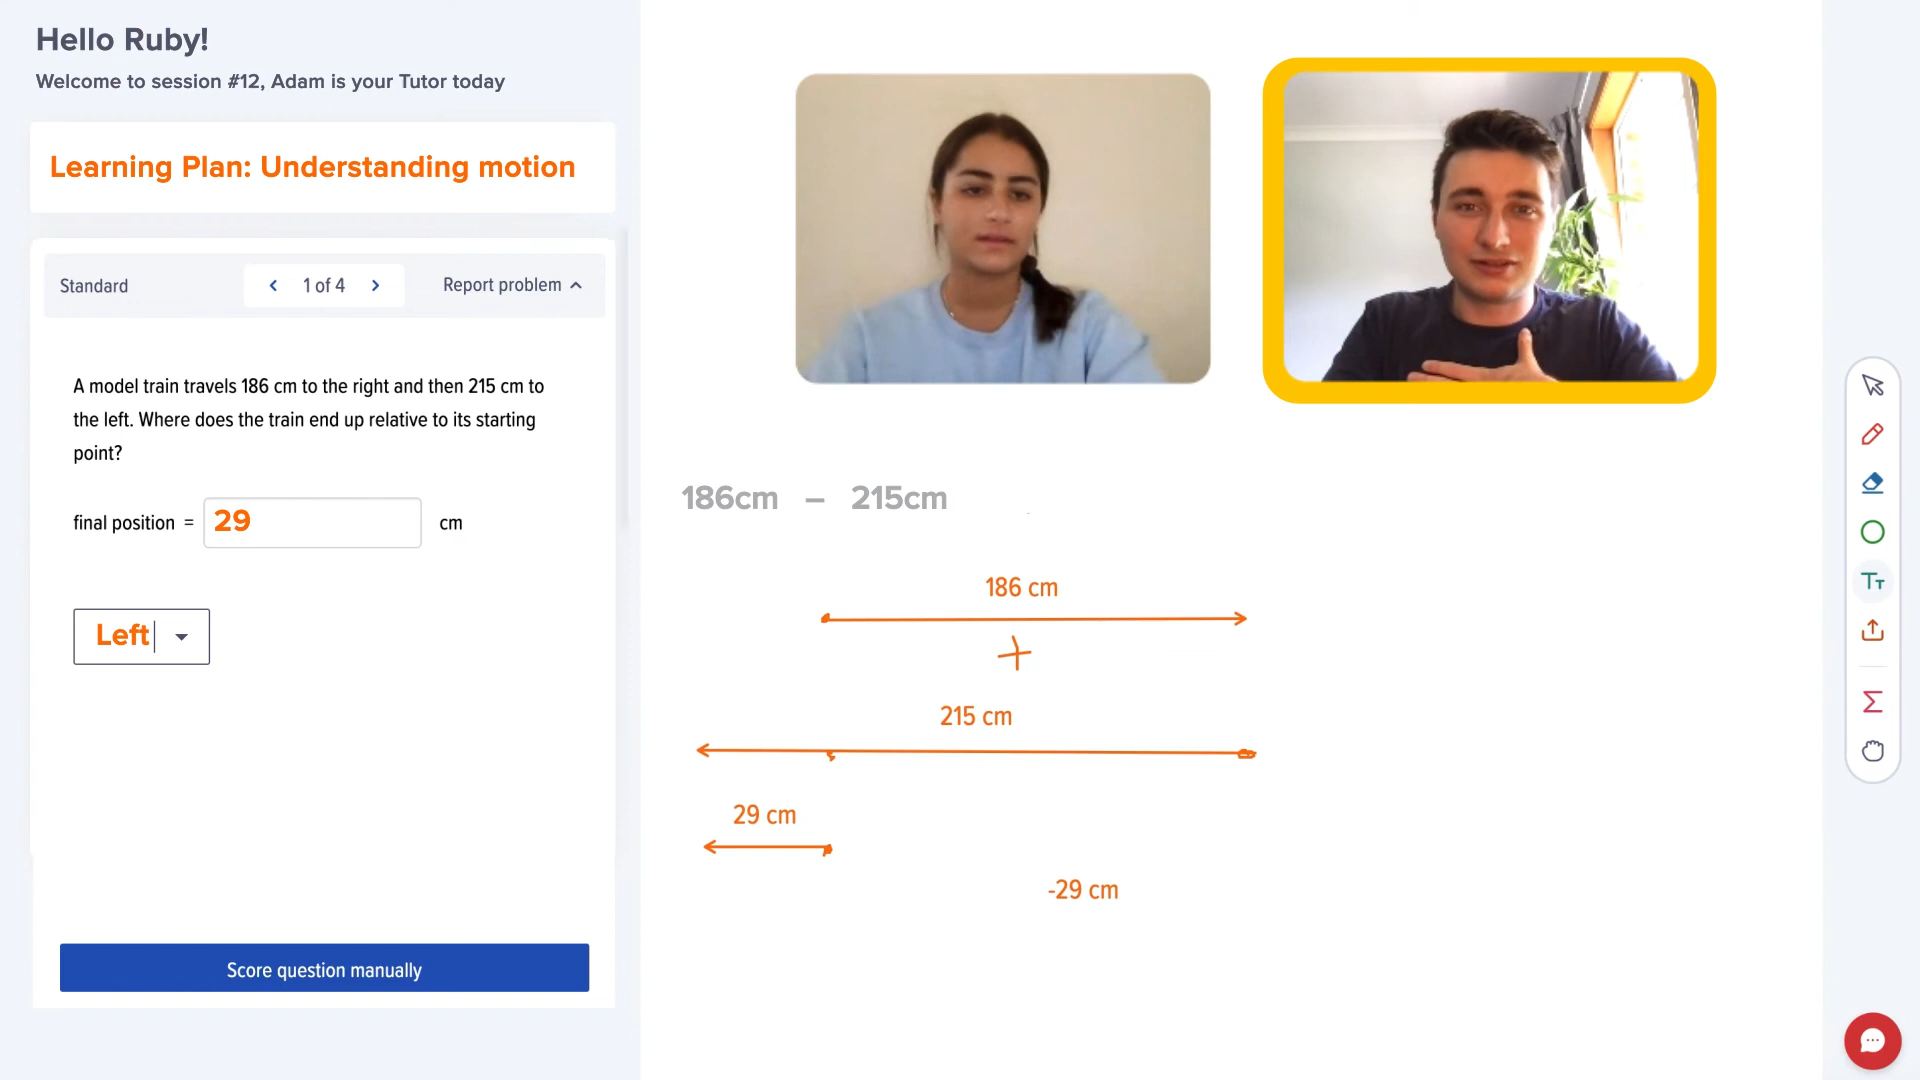 Hello Ruby!
Welcome to session #12, Adam is your Tutor today
Learning Plan: Understanding motion
Standard
1 of 4
Report problem
A model train travels 186 cm to the right and then 215 cm to
the left. Where does the train end up relative to its starting
point?
final position = 29 cm
Left
Score question manually
186cm – 215cm
186 cm
+
215 cm
29 cm
-29 cm